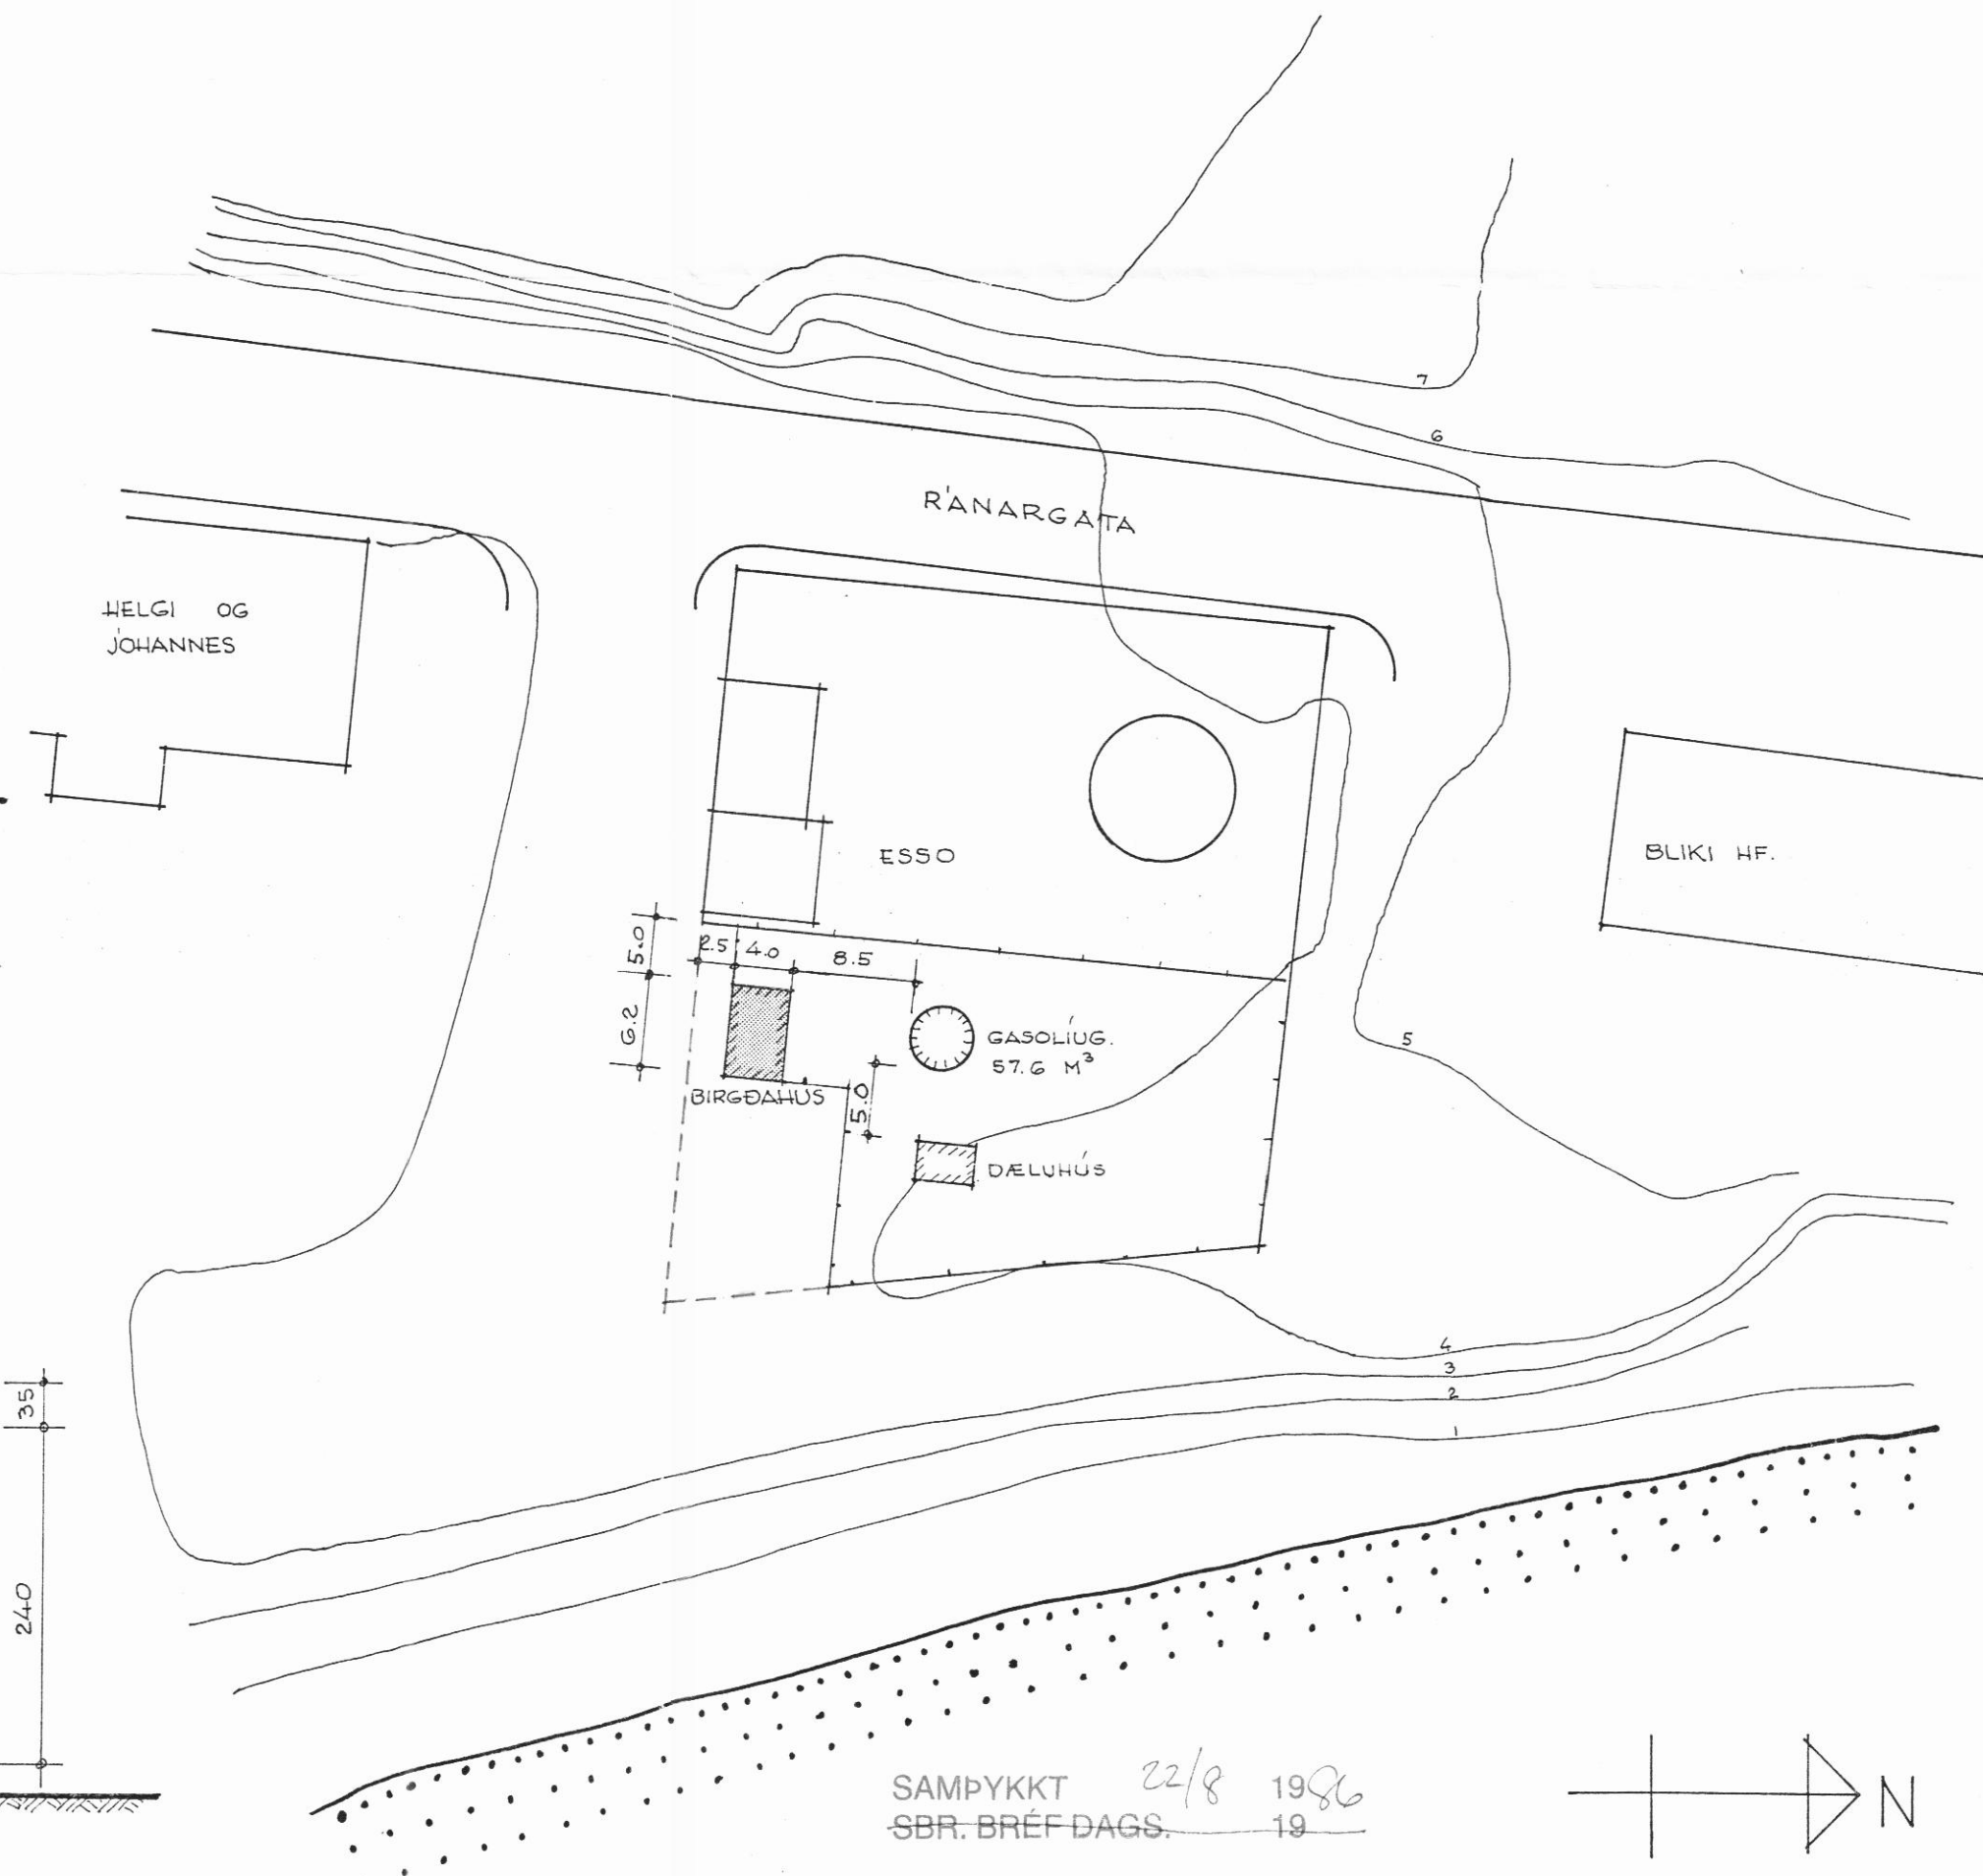 7
6
RÁNARGATA
HELGI OG
JÓHANNES
ESSO
BLIKI HF.
5.0
2.5 4.0 8.5
6.2
GASOLÍUG.
57.6 M³
5
BIRGÐAHÚS
5.0
DÆLUHÚS
4
3
2
1
35
240
SAMÞYKKT 22/8 1986
SBR. BRÉF DAGS. 19
N